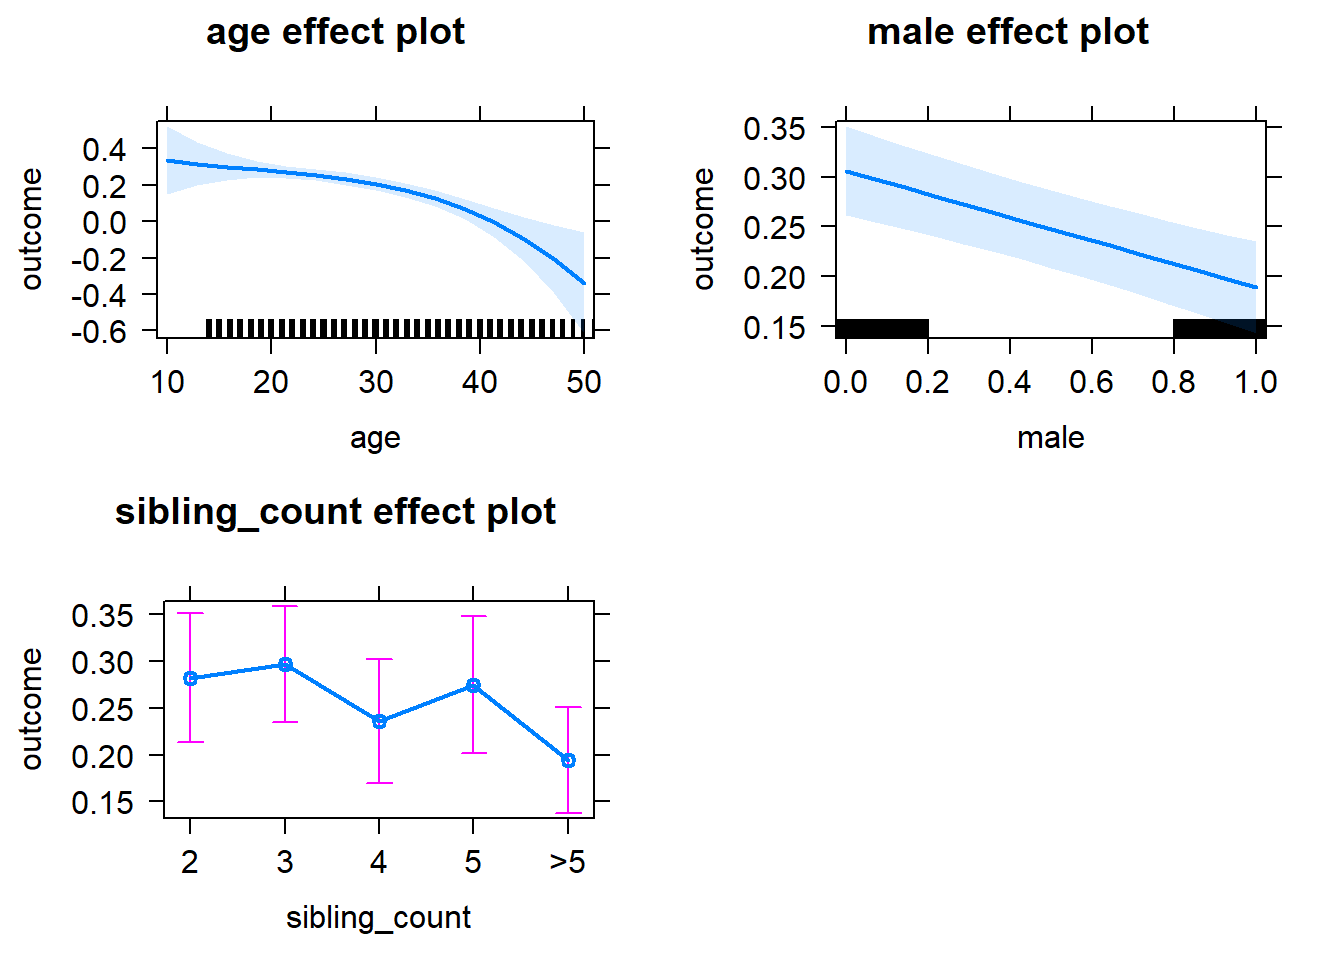 age effect plot
outcome
0.4
0.2
0.0
-0.2
-0.4
-0.6
10 20 30 40 50
age
male effect plot
outcome
0.35
0.30
0.25
0.20
0.15
0.0 0.2 0.4 0.6 0.8 1.0
male
sibling_count effect plot
outcome
0.35
0.30
0.25
0.20
0.15
2 3 4 5 >5
sibling_count